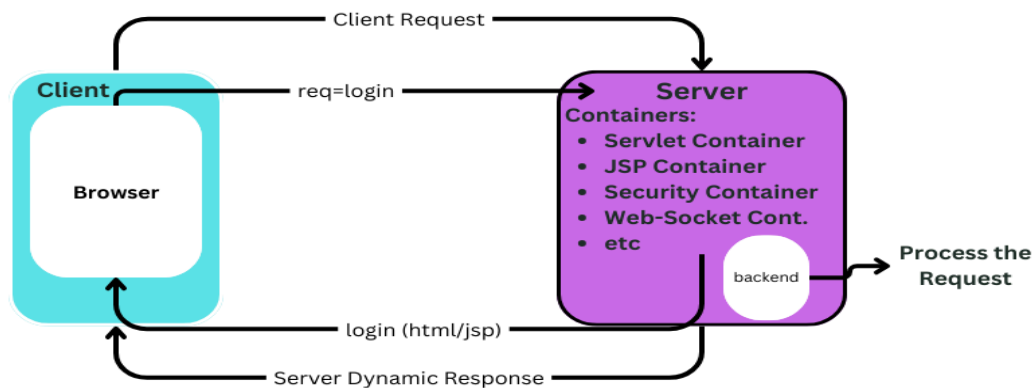 Client Request
Client
req=login
Server
Containers:
• Servlet Container
• JSP Container
• Security Container
• Web-Socket Cont.
• etc
Browser
backend
Process the
Request
login (html/jsp)
Server Dynamic Response